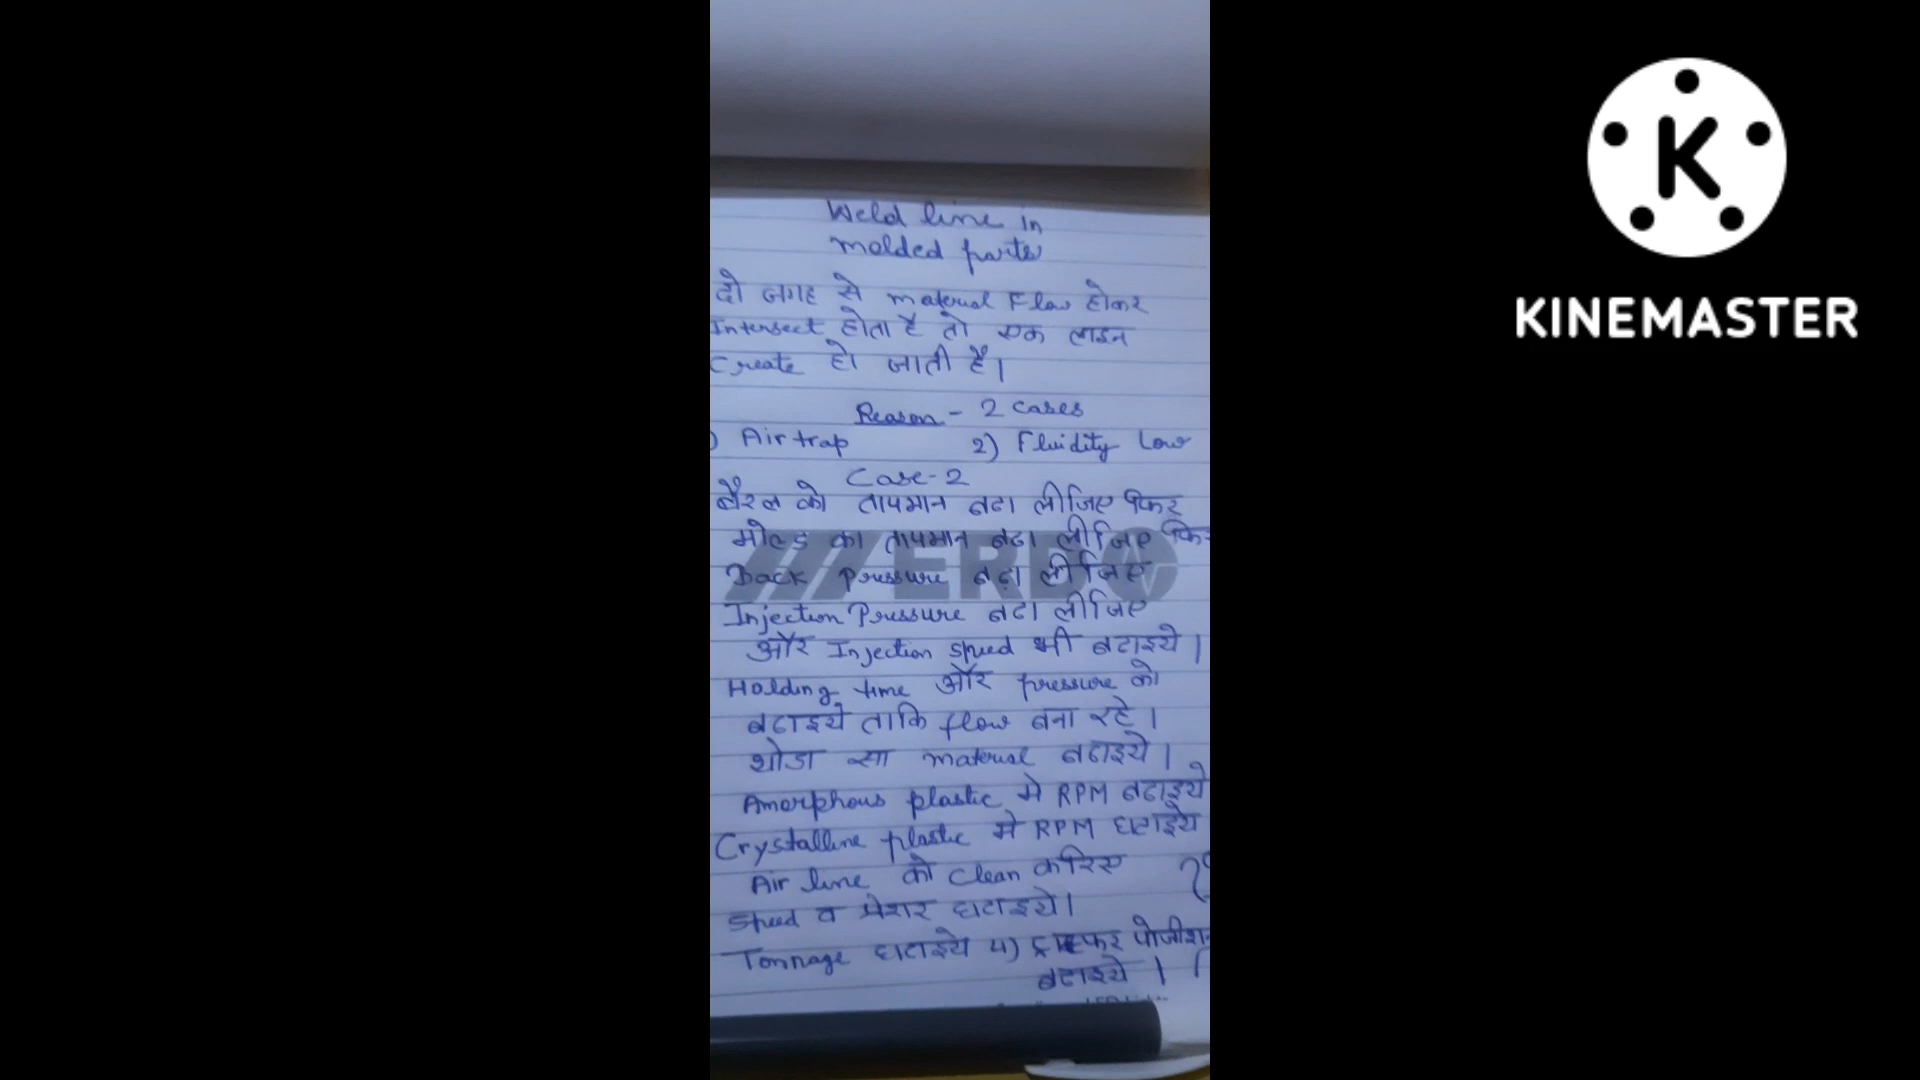 Weld line in
molded parts
दो जगह से material Flow होकर
Intersect होता है तो एक लाइन
create हो जाती है।
Reason - 2 cases
) Air trap 2) Fluidity Low
Case-2
बैरल को तापमान बढा लीजिए फिर
मोल्ड का तापमान बढा लीजिए फिर
Back Pressure बढ़ा लीजिए
Injection Pressure बढा लीजिए
और Injection speed भी बढाइये।
Holding time और pressure को
बढाइये ताकि flow बना रहे।
थोडा सा material बढाइये।
Amorphous plastic मे RPM बढाइये
Crystalline plastic मे RPM घटाइये
Air line को clean करिए
speed व प्रेशर घटाइये।
Tonnage घटाइये 4) पोजीशन
बढाइये।
KINEMASTER